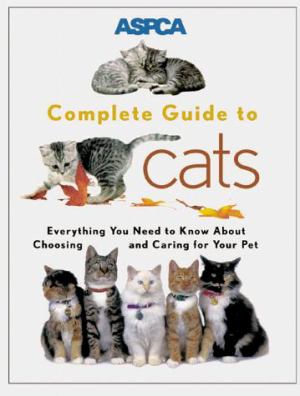 ASPCA
Complete Guide to
cats
Everything You Need to Know About
Choosing and Caring for Your Pet